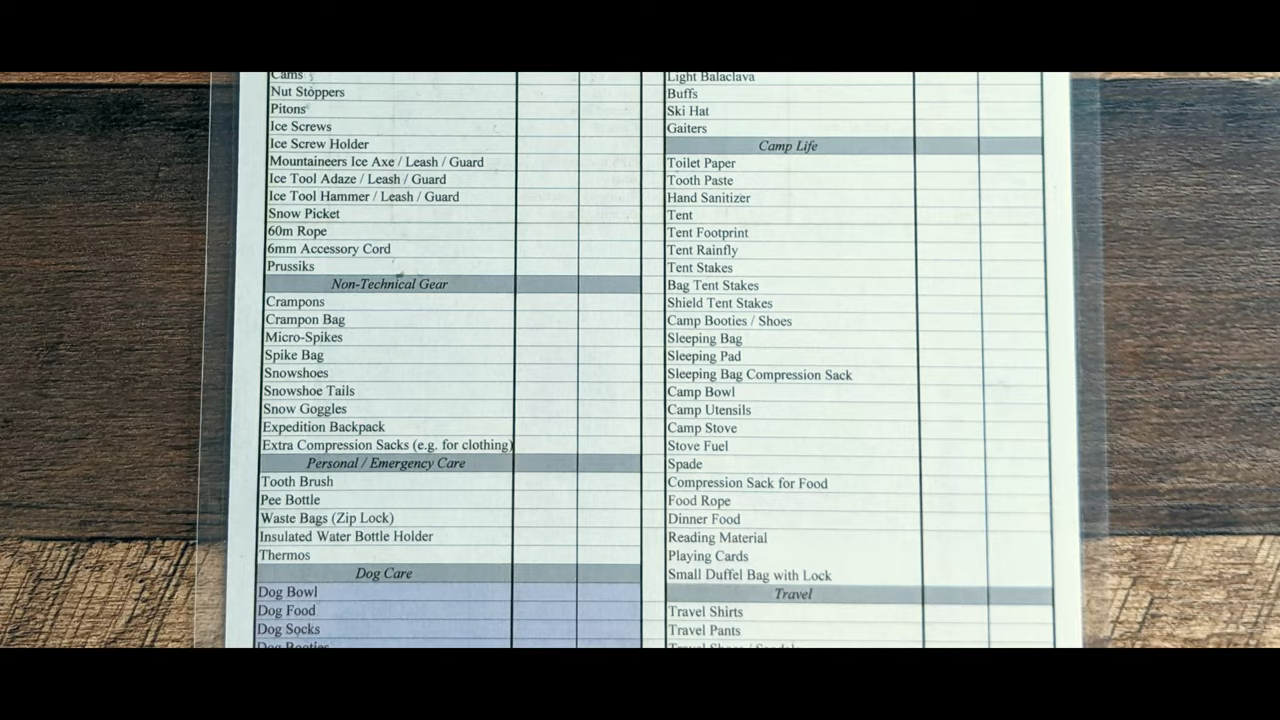 Cams
Nut Stoppers
Pitons
Ice Screws
Ice Screw Holder
Mountaineers Ice Axe / Leash / Guard
Ice Tool Adaze / Leash / Guard
Ice Tool Hammer / Leash / Guard
Snow Picket
60m Rope
6mm Accessory Cord
Prussiks
Non-Technical Gear
Crampons
Crampon Bag
Micro-Spikes
Spike Bag
Snowshoes
Snowshoe Tails
Snow Goggles
Expedition Backpack
Extra Compression Sacks (e.g. for clothing)
Personal / Emergency Care
Tooth Brush
Pee Bottle
Waste Bags (Zip Lock)
Insulated Water Bottle Holder
Thermos
Dog Care
Dog Bowl
Dog Food
Dog Socks
Dog Booties
Light Balaclava
Buffs
Ski Hat
Gaiters
Camp Life
Toilet Paper
Tooth Paste
Hand Sanitizer
Tent
Tent Footprint
Tent Rainfly
Tent Stakes
Bag Tent Stakes
Shield Tent Stakes
Camp Booties / Shoes
Sleeping Bag
Sleeping Pad
Sleeping Bag Compression Sack
Camp Bowl
Camp Utensils
Camp Stove
Stove Fuel
Spade
Compression Sack for Food
Food Rope
Dinner Food
Reading Material
Playing Cards
Small Duffel Bag with Lock
Travel
Travel Shirts
Travel Pants
Travel Shoes /